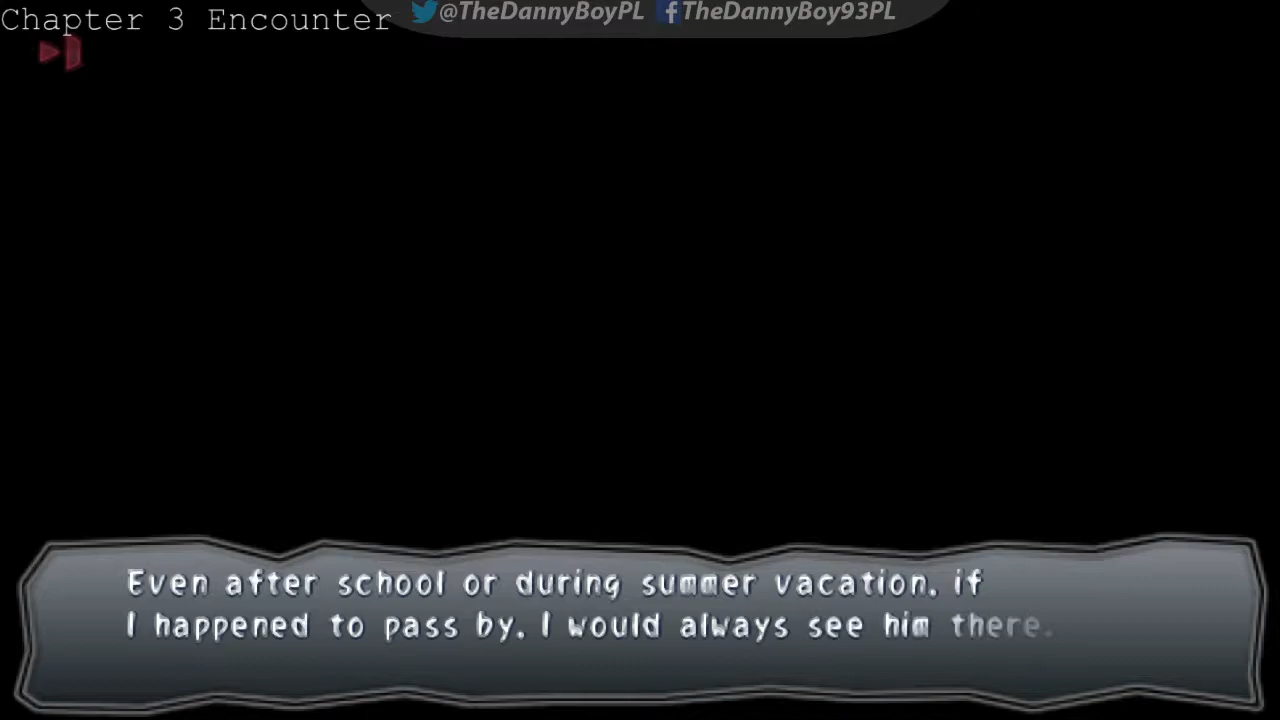 Chapter 3 Encounter
@TheDannyBoyPL TheDannyBoy93PL
Even after school or during summer vacation, if
I happened to pass by, I would always see him there.